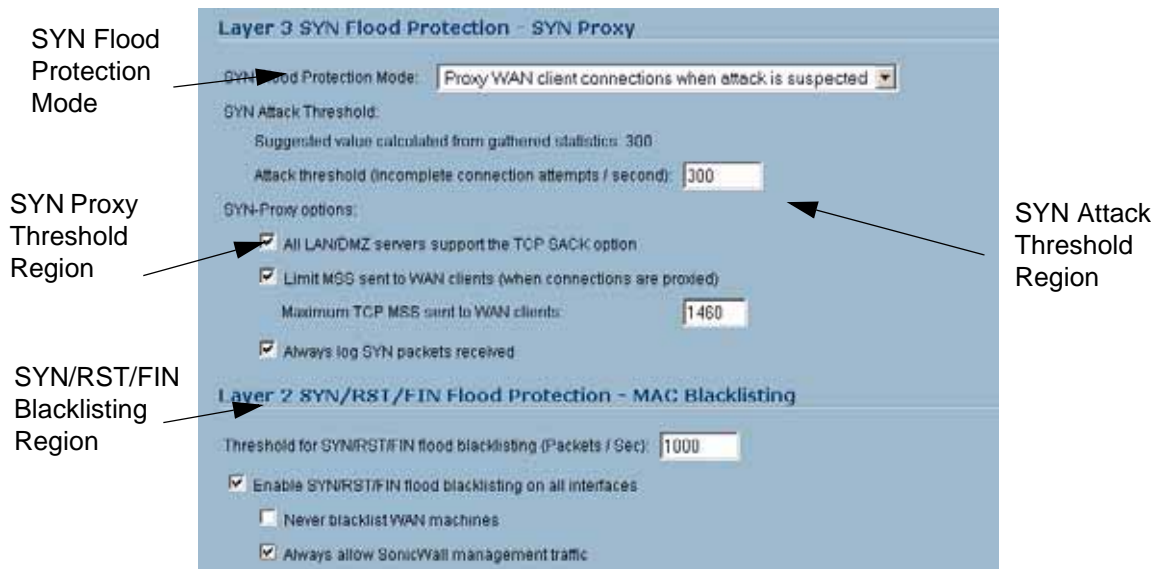 SYN Flood
Protection
Mode
SYN Proxy
Threshold
Region
SYN/RST/FIN
Blacklisting
Region
Layer 3 SYN Flood Protection - SYN Proxy
SYN Flood Protection Mode: Proxy WAN client connections when attack is suspected
SYN Attack Threshold:
Suggested value calculated from gathered statistics: 300
Attack threshold (incomplete connection attempts / second): 300
SYN-Proxy options:
All LAN/DMZ servers support the TCP SACK option
Limit MSS sent to WAN clients (when connections are proxied)
Maximum TCP MSS sent to WAN clients: 1460
Always log SYN packets received
Layer 2 SYN/RST/FIN Flood Protection - MAC Blacklisting
Threshold for SYN/RST/FIN flood blacklisting (Packets / Sec): 1000
Enable SYN/RST/FIN flood blacklisting on all interfaces
Never blacklist WAN machines
Always allow SonicWall management traffic
SYN Attack
Threshold
Region